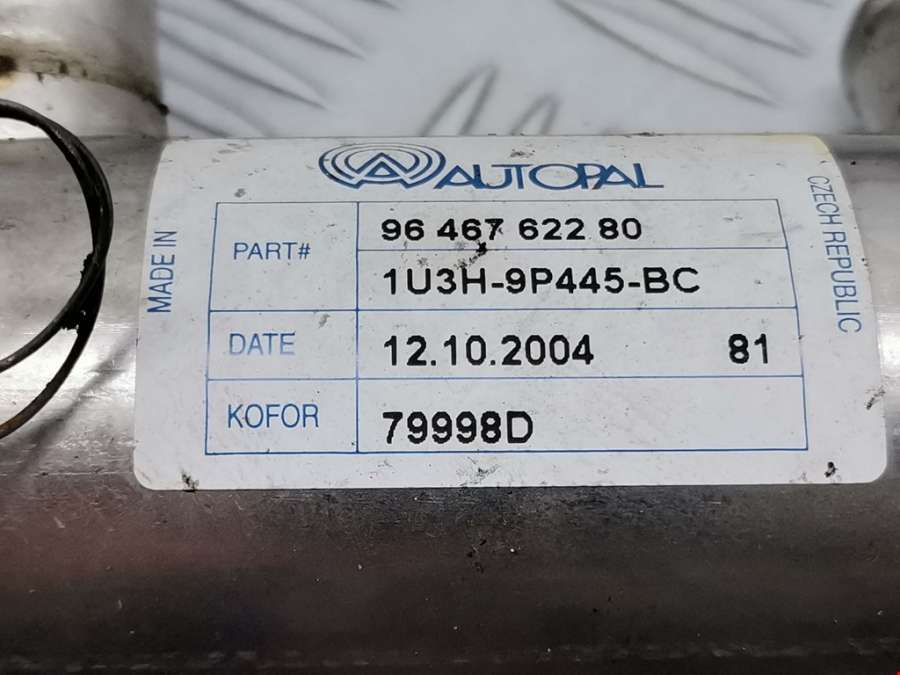 AUTOPAL
MADE IN
CZECH REPUBLIC
PART#
96 467 622 80
1U3H-9P445-BC
DATE
12.10.2004 81
KOFOR
79998D